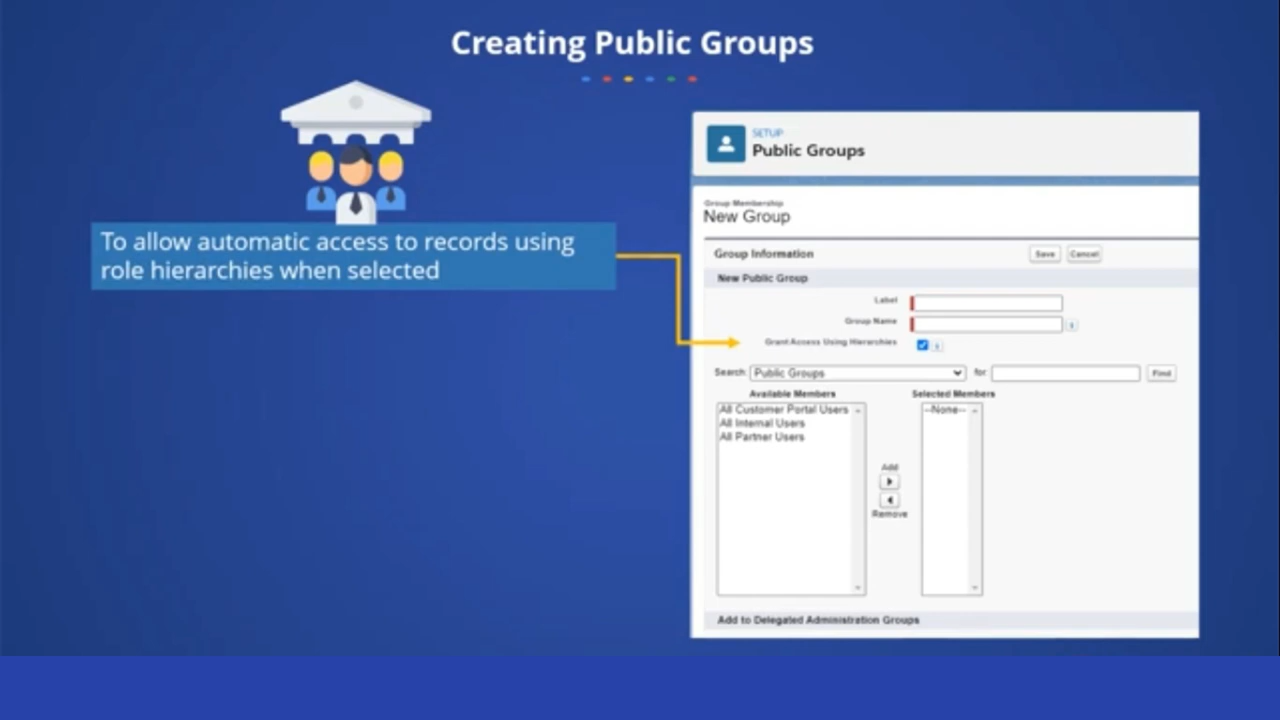 Creating Public Groups
To allow automatic access to records using
role hierarchies when selected
SETUP
Public Groups
Group Membership
New Group
Group Information
Save
Cancel
New Public Group
Label
Group Name
i
Grant Access Using Hierarchies
i
Search: Public Groups for
Find
Available Members
Selected Members
All Customer Portal Users
All Internal Users
All Partner Users
--None--
Add
Remove
Add to Delegated Administration Groups